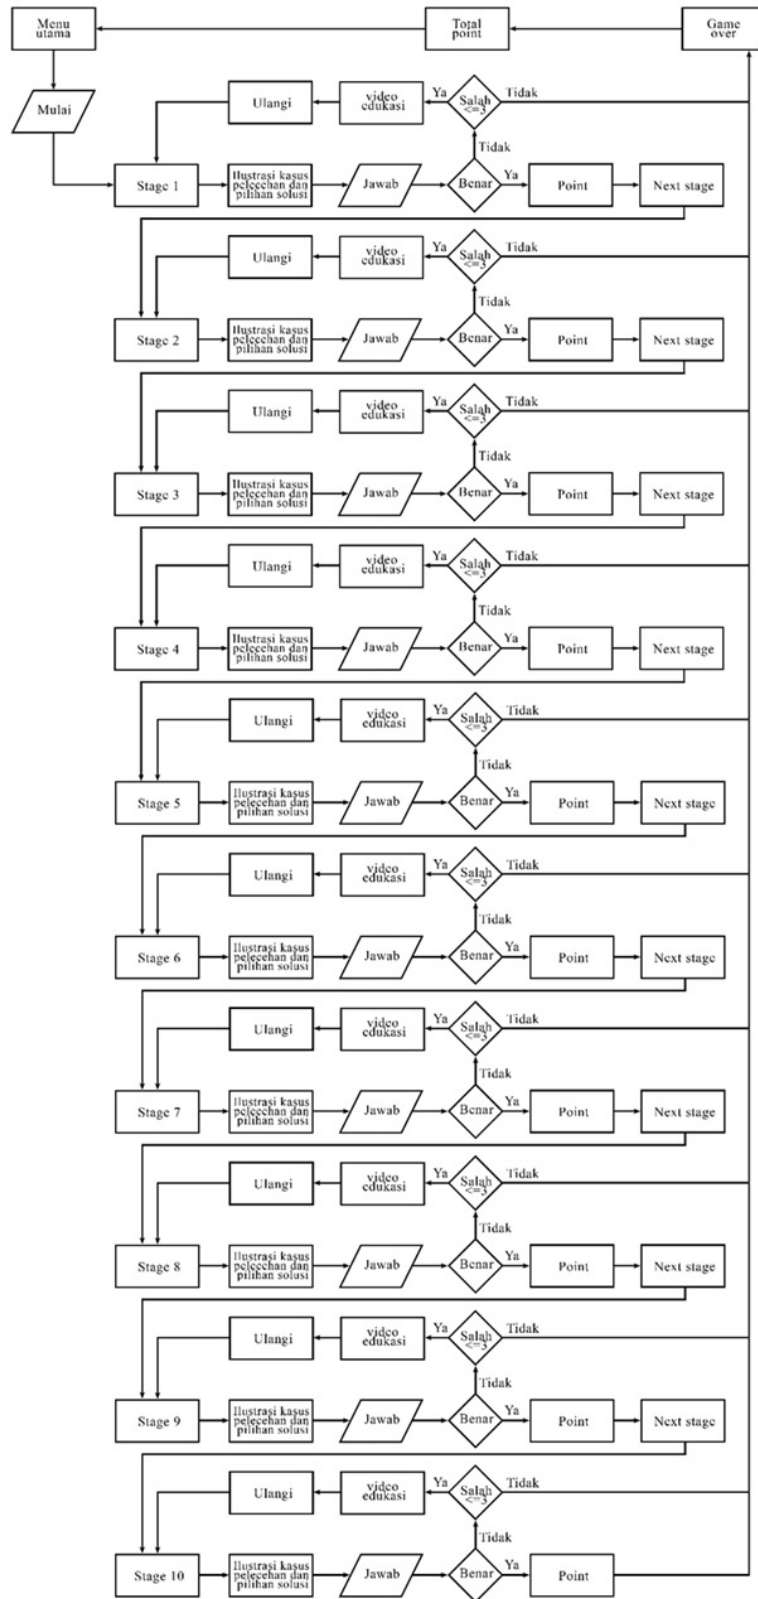 Menu
utama
Total
point
Game
over
Mulai
Ulangi
video
edukasi
Ya
Salah
<=3
Tidak
Tidak
Stage 1
Ilustrasi kasus
pelecehan dan
pilihan solusi
Jawab
Benar
Ya
Point
Next stage
Ulangi
video
edukasi
Ya
Salah
<=3
Tidak
Tidak
Stage 2
Ilustrasi kasus
pelecehan dan
pilihan solusi
Jawab
Benar
Ya
Point
Next stage
Ulangi
video
edukasi
Ya
Salah
<=3
Tidak
Tidak
Stage 3
Ilustrasi kasus
pelecehan dan
pilihan solusi
Jawab
Benar
Ya
Point
Next stage
Ulangi
video
edukasi
Ya
Salah
<=3
Tidak
Tidak
Stage 4
Ilustrasi kasus
pelecehan dan
pilihan solusi
Jawab
Benar
Ya
Point
Next stage
Ulangi
video
edukasi
Ya
Salah
<=3
Tidak
Tidak
Stage 5
Ilustrasi kasus
pelecehan dan
pilihan solusi
Jawab
Benar
Ya
Point
Next stage
Ulangi
video
edukasi
Ya
Salah
<=3
Tidak
Tidak
Stage 6
Ilustrasi kasus
pelecehan dan
pilihan solusi
Jawab
Benar
Ya
Point
Next stage
Ulangi
video
edukasi
Ya
Salah
<=3
Tidak
Tidak
Stage 7
Ilustrasi kasus
pelecehan dan
pilihan solusi
Jawab
Benar
Ya
Point
Next stage
Ulangi
video
edukasi
Ya
Salah
<=3
Tidak
Tidak
Stage 8
Ilustrasi kasus
pelecehan dan
pilihan solusi
Jawab
Benar
Ya
Point
Next stage
Ulangi
video
edukasi
Ya
Salah
<=3
Tidak
Tidak
Stage 9
Ilustrasi kasus
pelecehan dan
pilihan solusi
Jawab
Benar
Ya
Point
Next stage
Ulangi
video
edukasi
Ya
Salah
<=3
Tidak
Tidak
Stage 10
Ilustrasi kasus
pelecehan dan
pilihan solusi
Jawab
Benar
Ya
Point